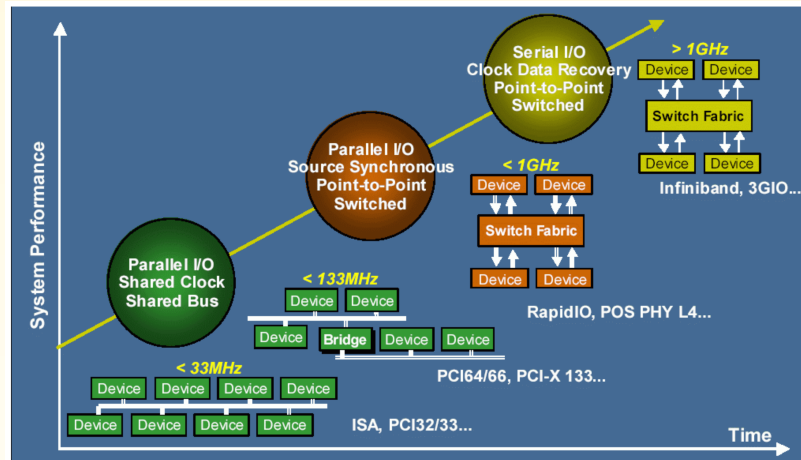 Serial I/O
Clock Data Recovery
Point-to-Point
Switched
> 1GHz
Device Device
Switch Fabric
Device Device
Infiniband, 3GIO...
Parallel I/O
Source Synchronous
Point-to-Point
Switched
< 1GHz
Device Device
Switch Fabric
Device Device
RapidIO, POS PHY L4...
Parallel I/O
Shared Clock
Shared Bus
< 133MHz
Device Device
Device Bridge Device Device
PCI64/66, PCI-X 133...
< 33MHz
Device Device Device Device
Device Device Device Device
ISA, PCI32/33...
System Performance
Time